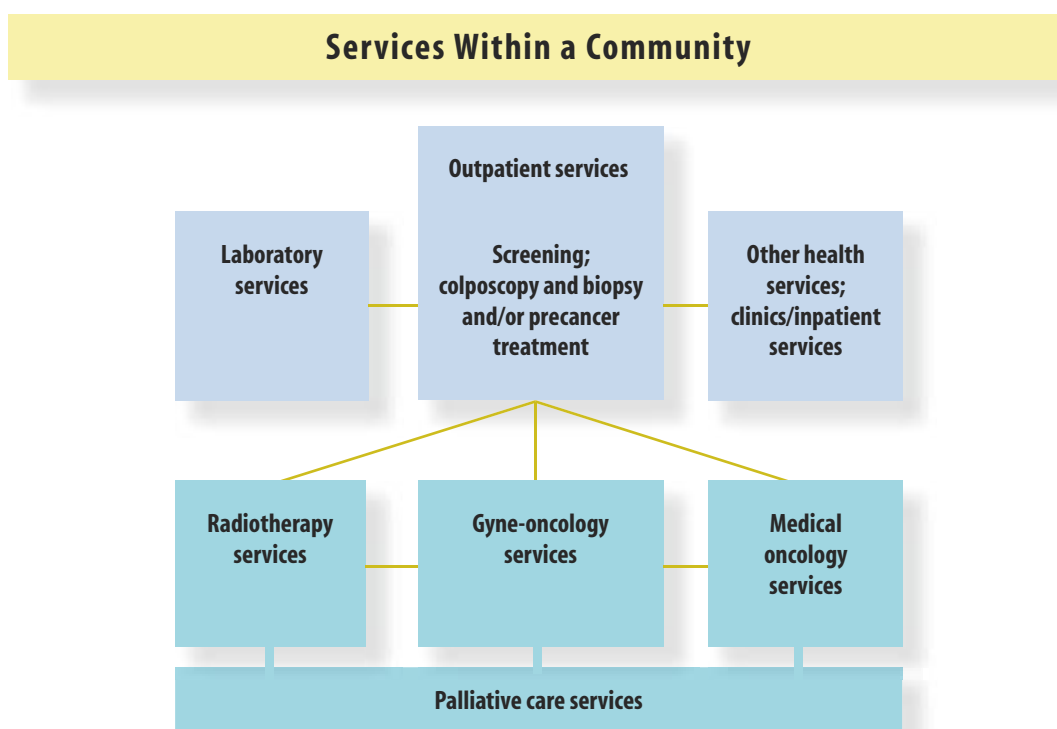 Services Within a Community
Outpatient services
Laboratory
services
Screening;
colposcopy and biopsy
and/or precancer
treatment
Other health
services;
clinics/inpatient
services
Radiotherapy
services
Gyne-oncology
services
Medical
oncology
services
Palliative care services